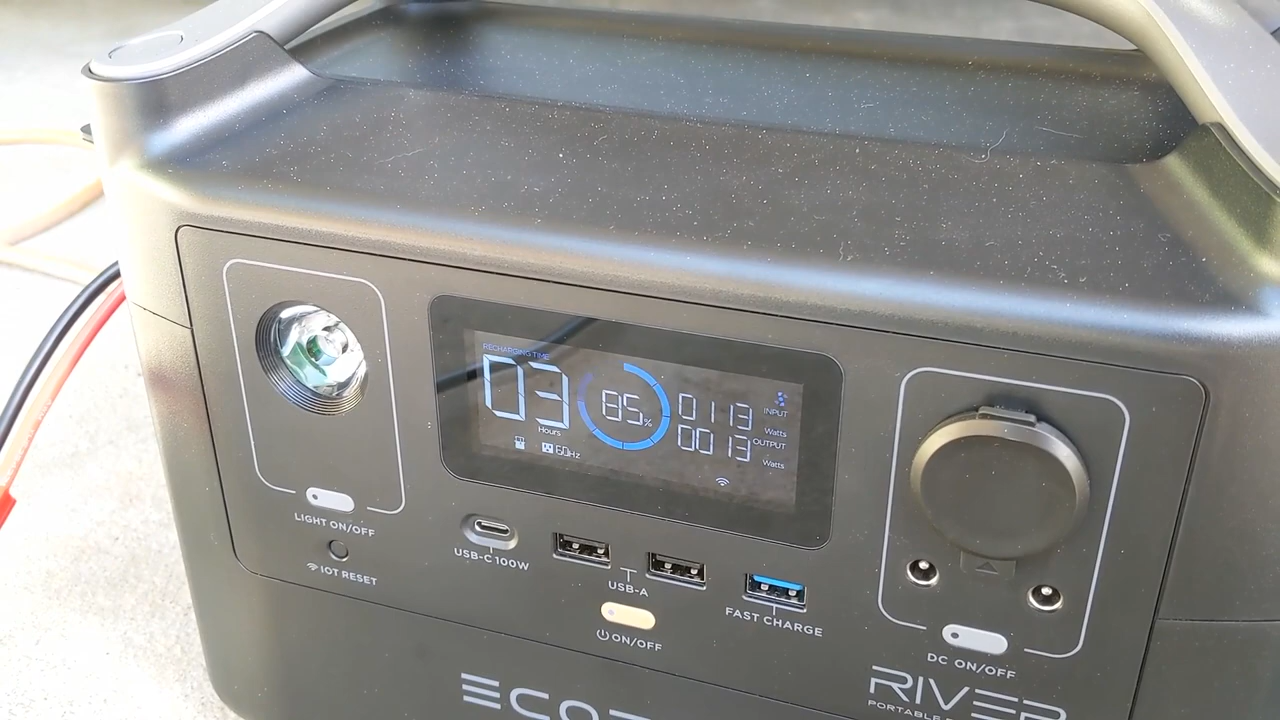 RECHARGING TIME
03
Hours
60Hz
85%
0113
INPUT
Watts
0013
OUTPUT
Watts
LIGHT ON/OFF
IOT RESET
USB-C 100W
USB-A
FAST CHARGE
ON/OFF
DC ON/OFF
RIVER
PORTABLE